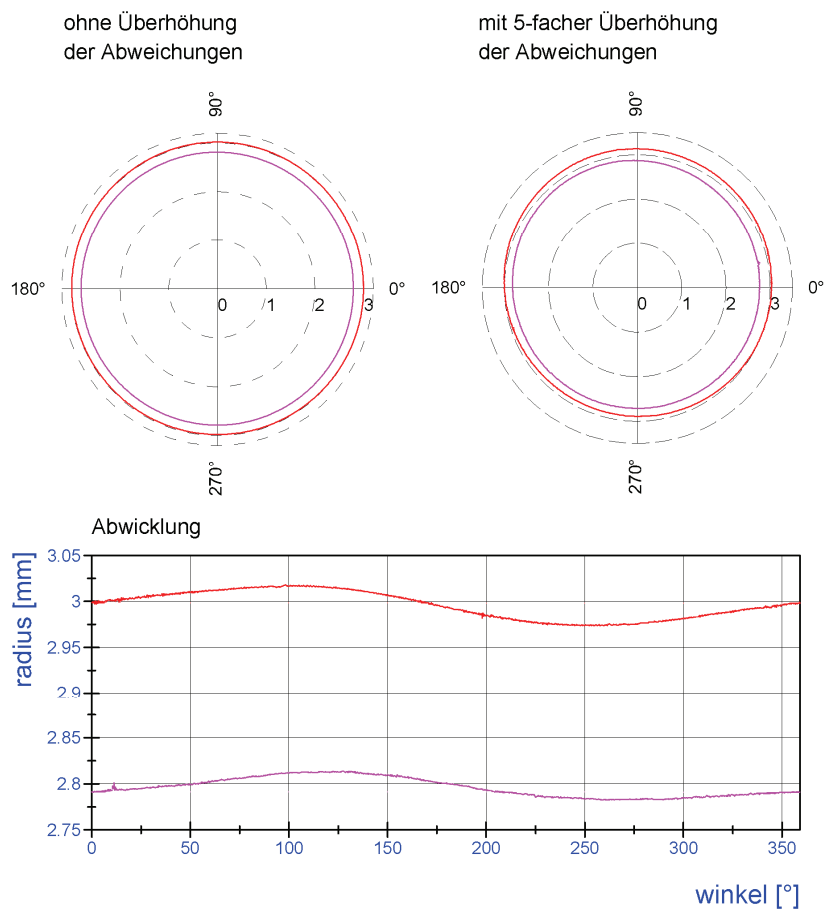 ohne Überhöhung
der Abweichungen
mit 5-facher Überhöhung
der Abweichungen
90°
180°
0 1 2 3
0°
270°
90°
180°
0 1 2 3
0°
270°
Abwicklung
radius [mm]
3.05
3
2.95
2.9
2.85
2.8
2.75
0 50 100 150 200 250 300 350
winkel [°]